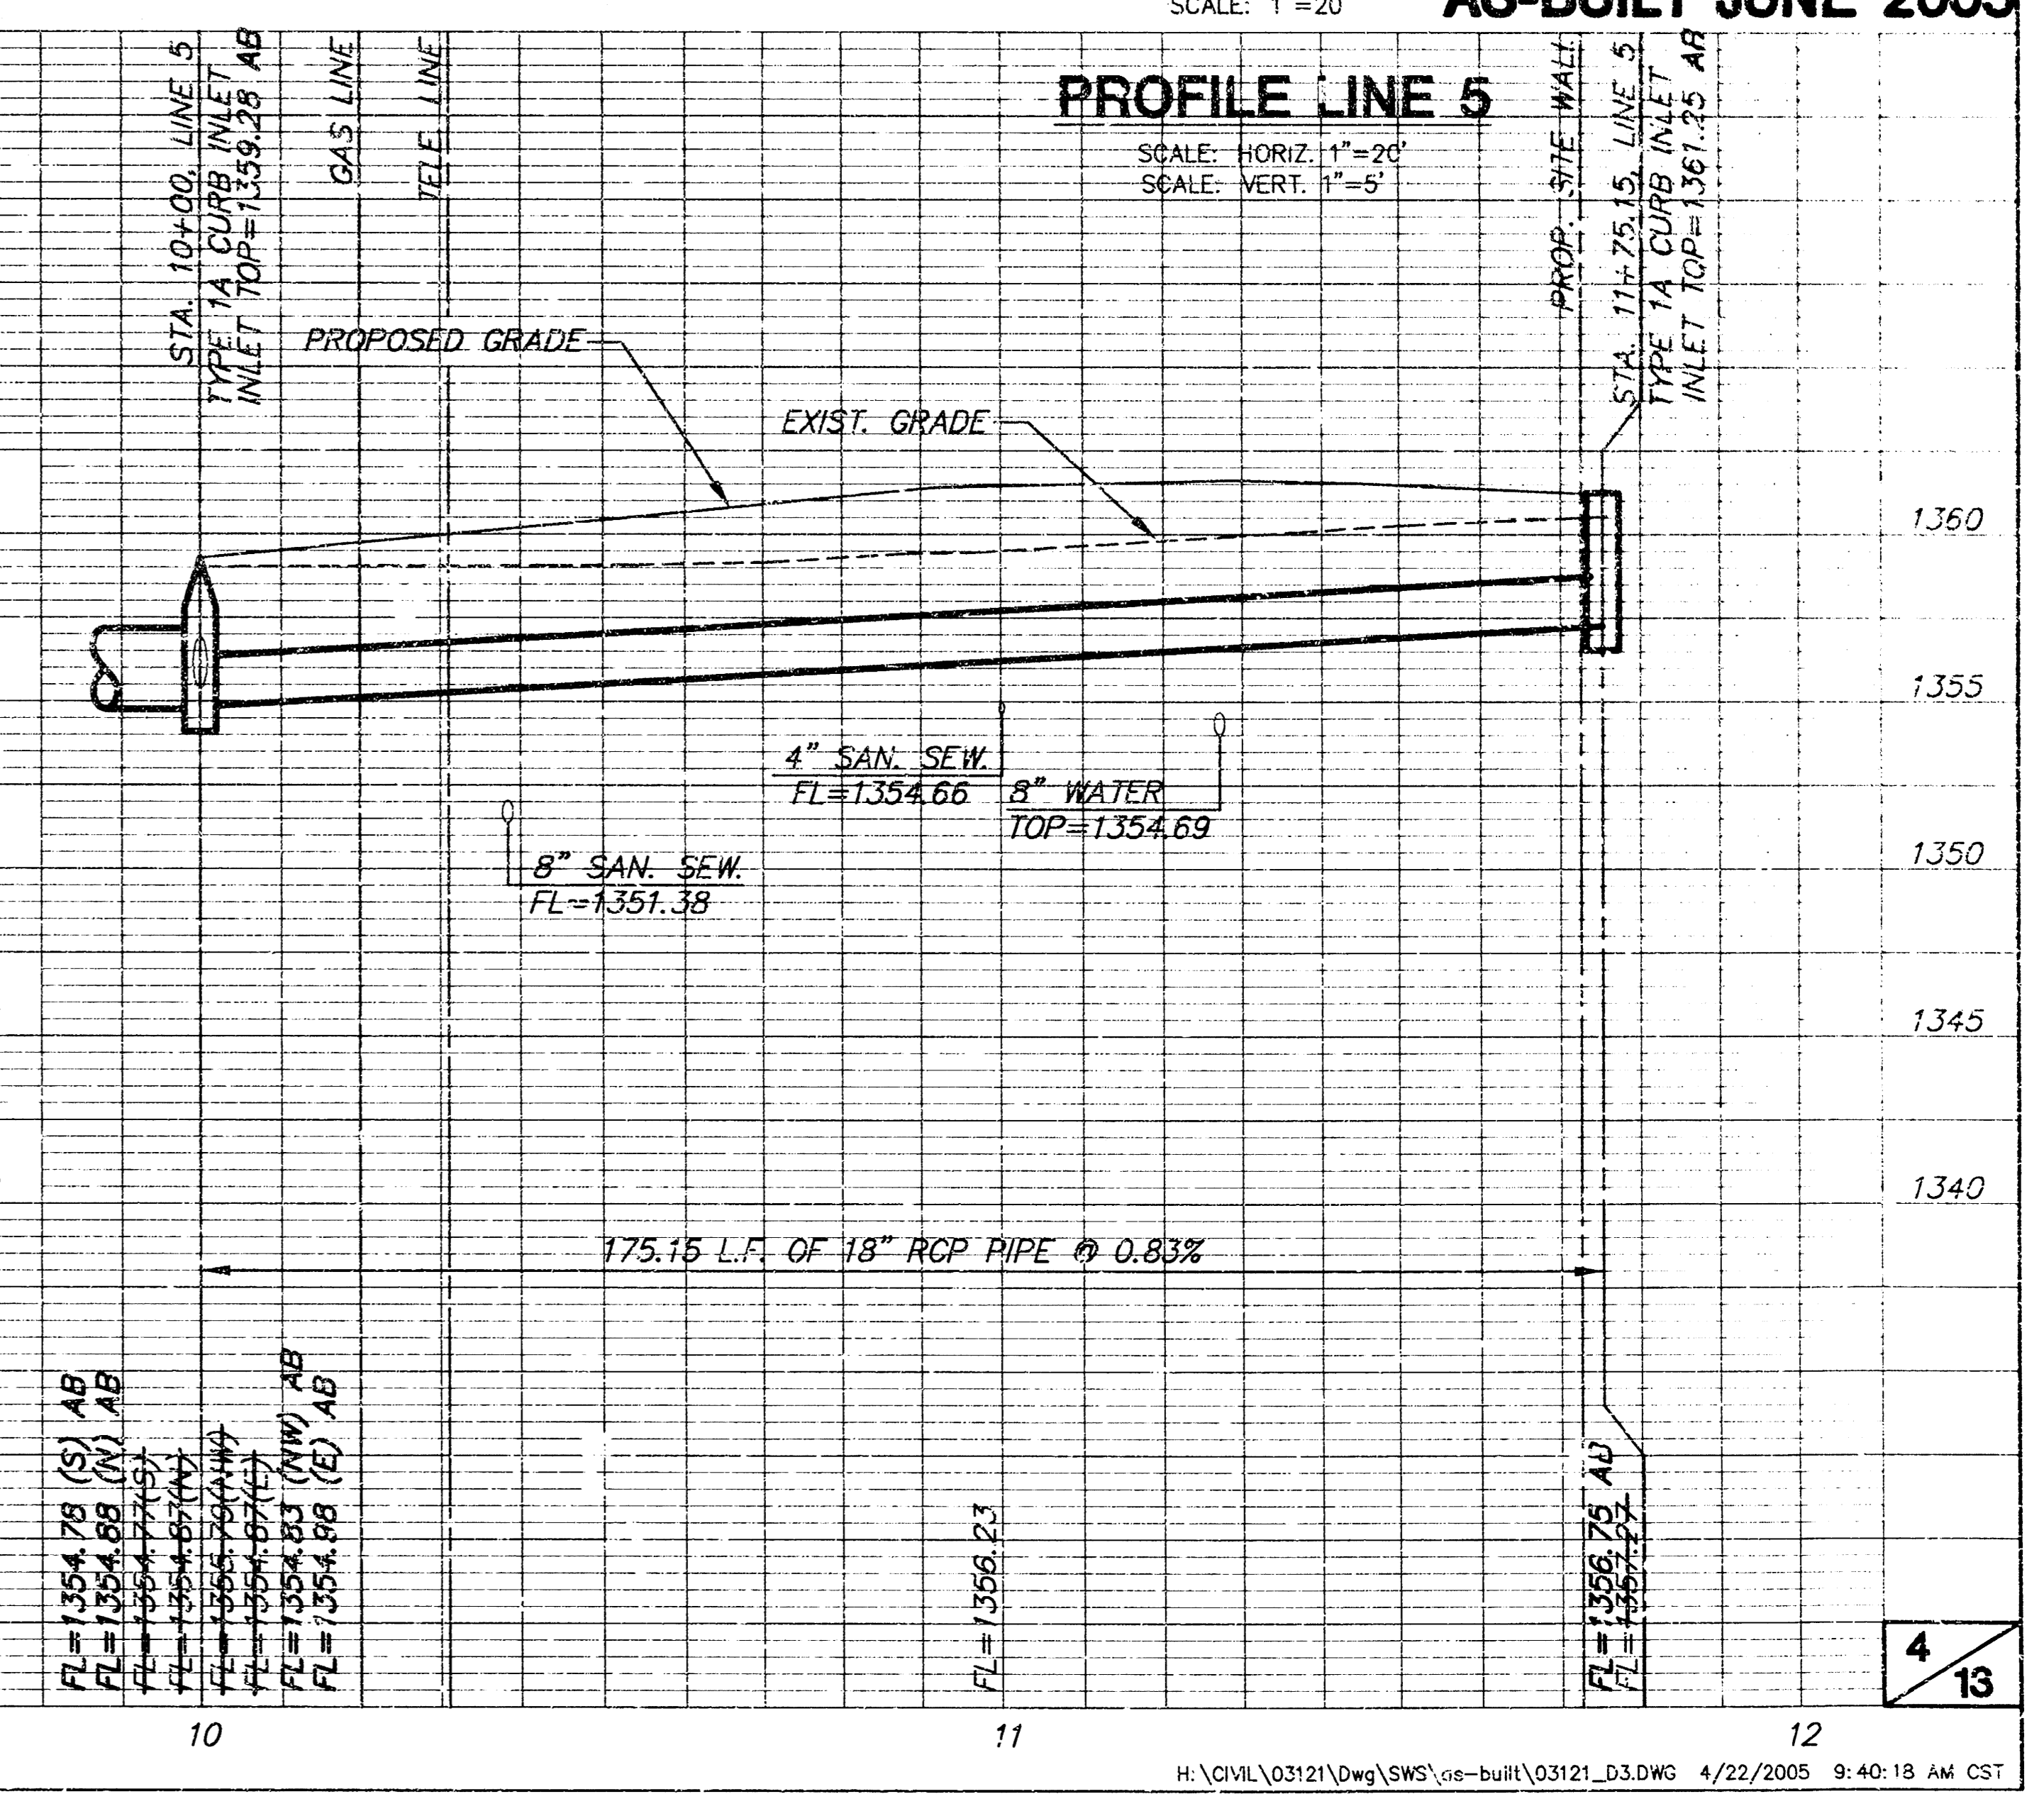 SCALE: 1"=20'
AS-BUILT JUNE 2005
PROFILE LINE 5
SCALE: HORIZ. 1"=20'
SCALE: VERT. 1"=5'
STA. 10+00, LINE 5
TYPE 1A CURB INLET
INLET TOP=1359.28 AB
GAS LINE
TELE LINE
PROP. SITE WALL
STA. 11+75.15, LINE 5
TYPE 1A CURB INLET
INLET TOP=1361.25 AB
PROPOSED GRADE
EXIST. GRADE
1360
1355
4" SAN. SEW.
FL=1354.66
8" WATER
TOP=1354.69
8" SAN. SEW.
FL=1351.38
1350
1345
1340
175.15 L.F. OF 18" RCP PIPE @ 0.83%
FL=1354.78 (S) AB
FL=1354.88 (N) AB
FL=1354.77(S)
FL=1354.87(N)
FL=1355.70(NW)
FL=1354.87(E)
FL=1354.83 (NW) AB
FL=1354.98 (E) AB
FL=1356.23
FL=1356.75 AB
FL=1357.27
4
13
10
11
12
H:\CIVIL\03121\Dwg\SWS\as-built\03121_D3.DWG 4/22/2005 9:40:18 AM CST